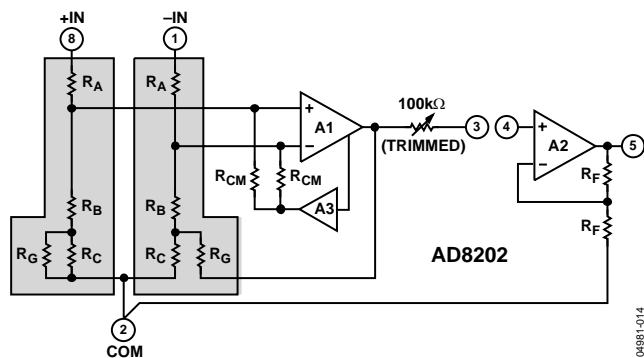 +IN
–IN
8
1
RA
RA
+
A1
–
100kΩ
(TRIMMED)
3
4
+
A2
–
5
RCM
RCM
A3
RF
RB
RB
RF
RG
RC
RC
RG
AD8202
2
COM
04981-014